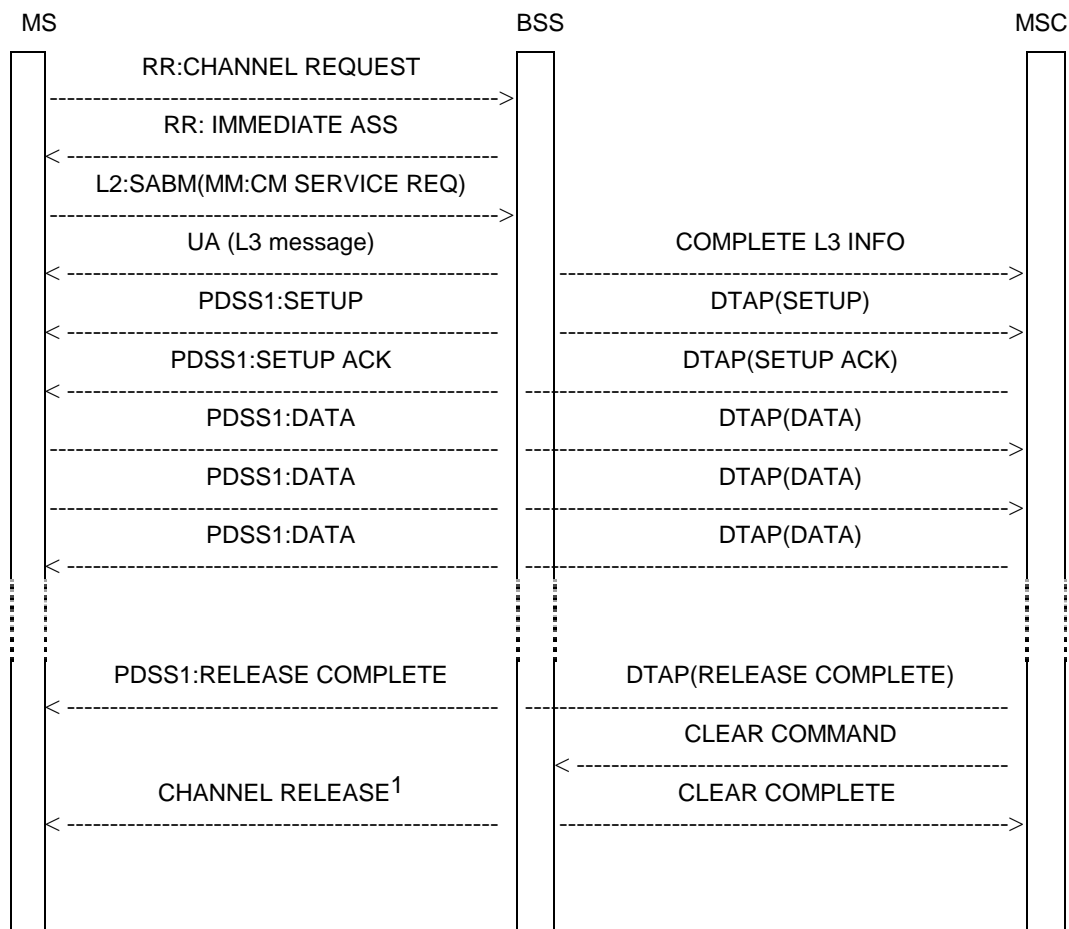 MS BSS MSC
RR:CHANNEL REQUEST
RR: IMMEDIATE ASS
L2:SABM(MM:CM SERVICE REQ)
UA (L3 message) COMPLETE L3 INFO
PDSS1:SETUP DTAP(SETUP)
PDSS1:SETUP ACK DTAP(SETUP ACK)
PDSS1:DATA DTAP(DATA)
PDSS1:DATA DTAP(DATA)
PDSS1:DATA DTAP(DATA)
PDSS1:RELEASE COMPLETE DTAP(RELEASE COMPLETE)
CLEAR COMMAND
CHANNEL RELEASE1 CLEAR COMPLETE